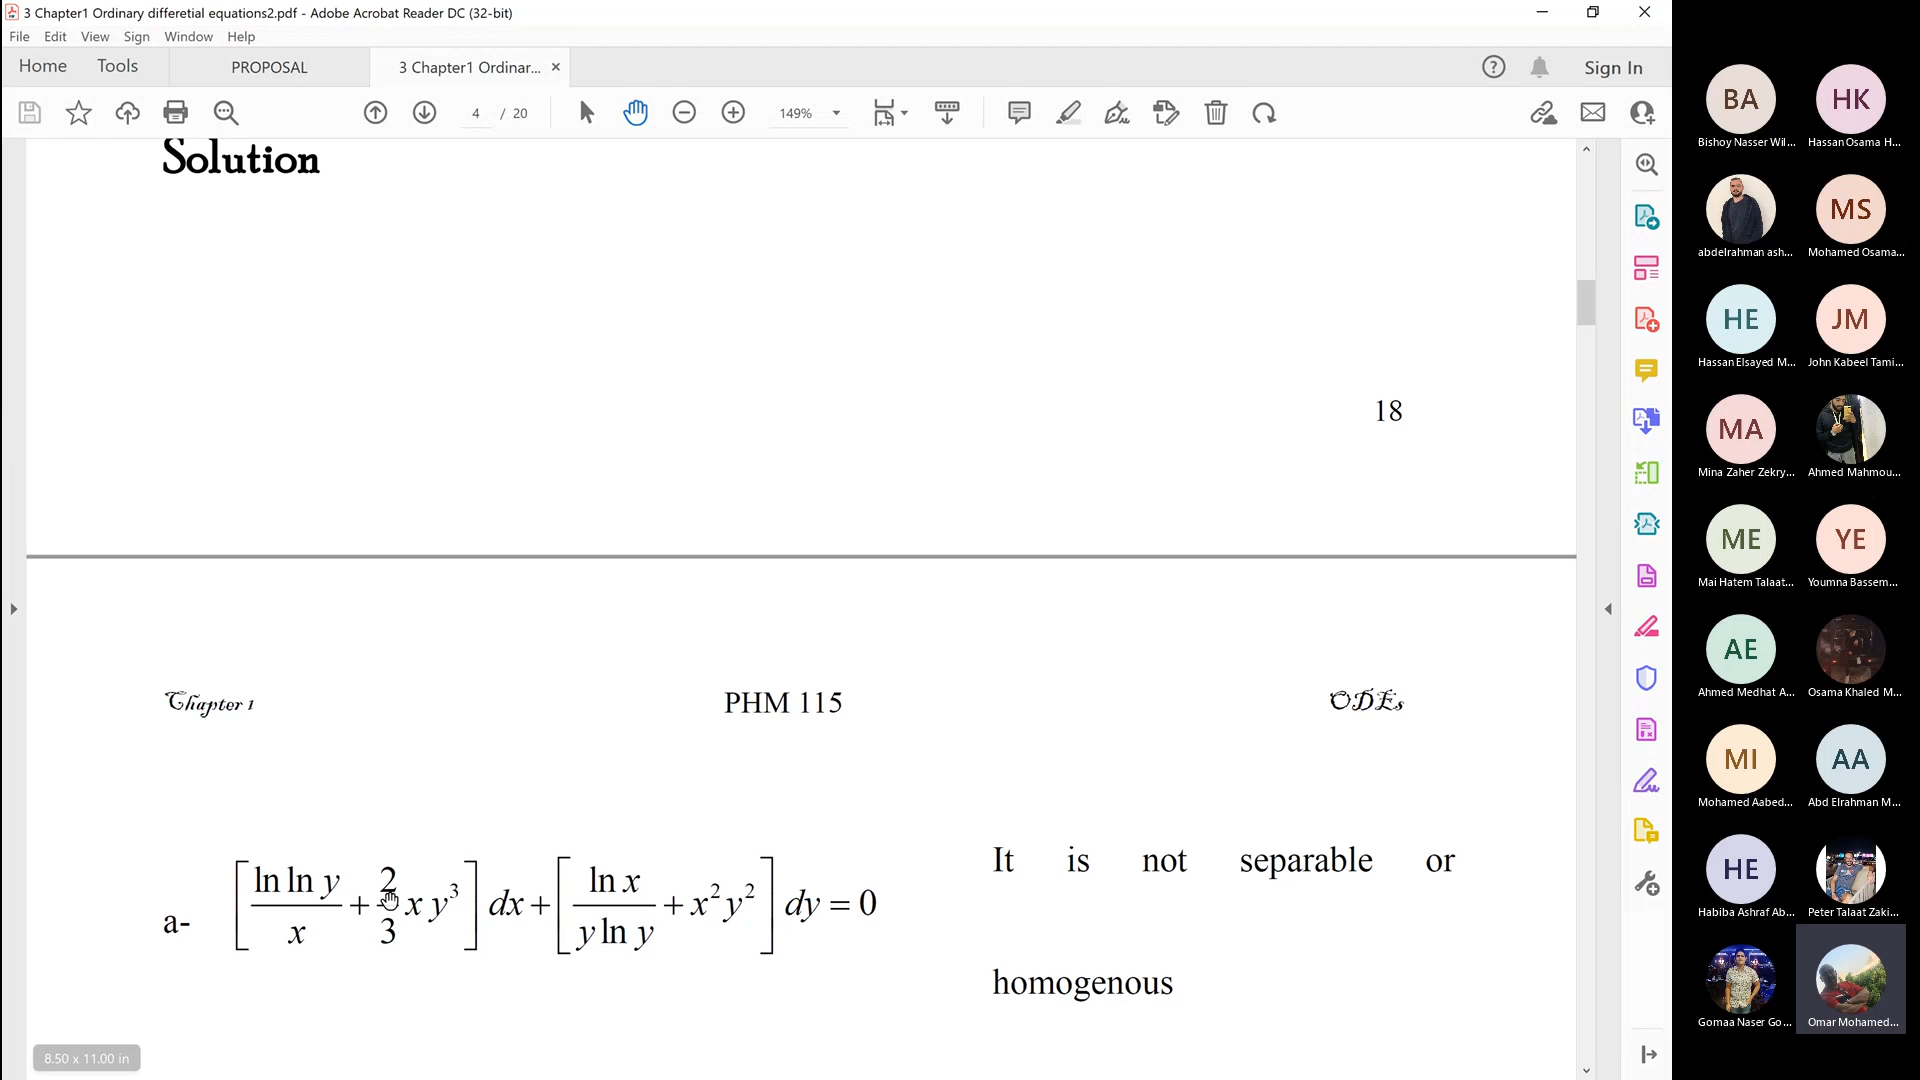 3 Chapter1 Ordinary differetial equations2.pdf - Adobe Acrobat Reader DC (32-bit)
File Edit View Sign Window Help
Home Tools PROPOSAL 3 Chapter1 Ordinar... × Sign In
4 / 20 149%
Solution
18
Chapter 1 PHM 115 ODEs
a- [ln ln y / x + 2/3 x y³] dx + [ln x / y ln y + x² y²] dy = 0
It is not separable or
homogenous
8.50 x 11.00 in
BA HK
Bishoy Nasser Wil... Hassan Osama H...
MS
abdelrahman ash... Mohamed Osama...
HE JM
Hassan Elsayed M... John Kabeel Tami...
MA
Mina Zaher Zekry... Ahmed Mahmou...
ME YE
Mai Hatem Talaat... Youmna Bassem...
AE
Ahmed Medhat A... Osama Khaled M...
MI AA
Mohamed Aabed... Abd Elrahman M...
HE
Habiba Ashraf Ab... Peter Talaat Zaki...
Gomaa Naser Go... Omar Mohamed...